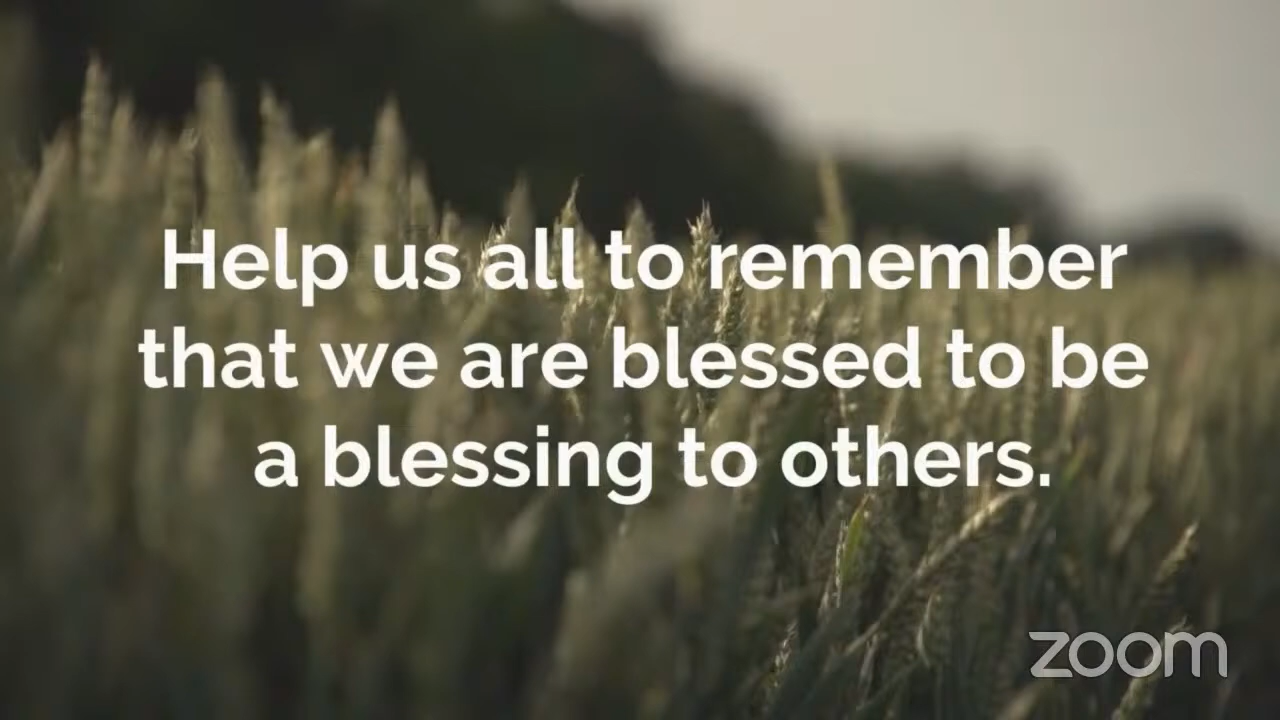 Help us all to remember
that we are blessed to be
a blessing to others.
zoom